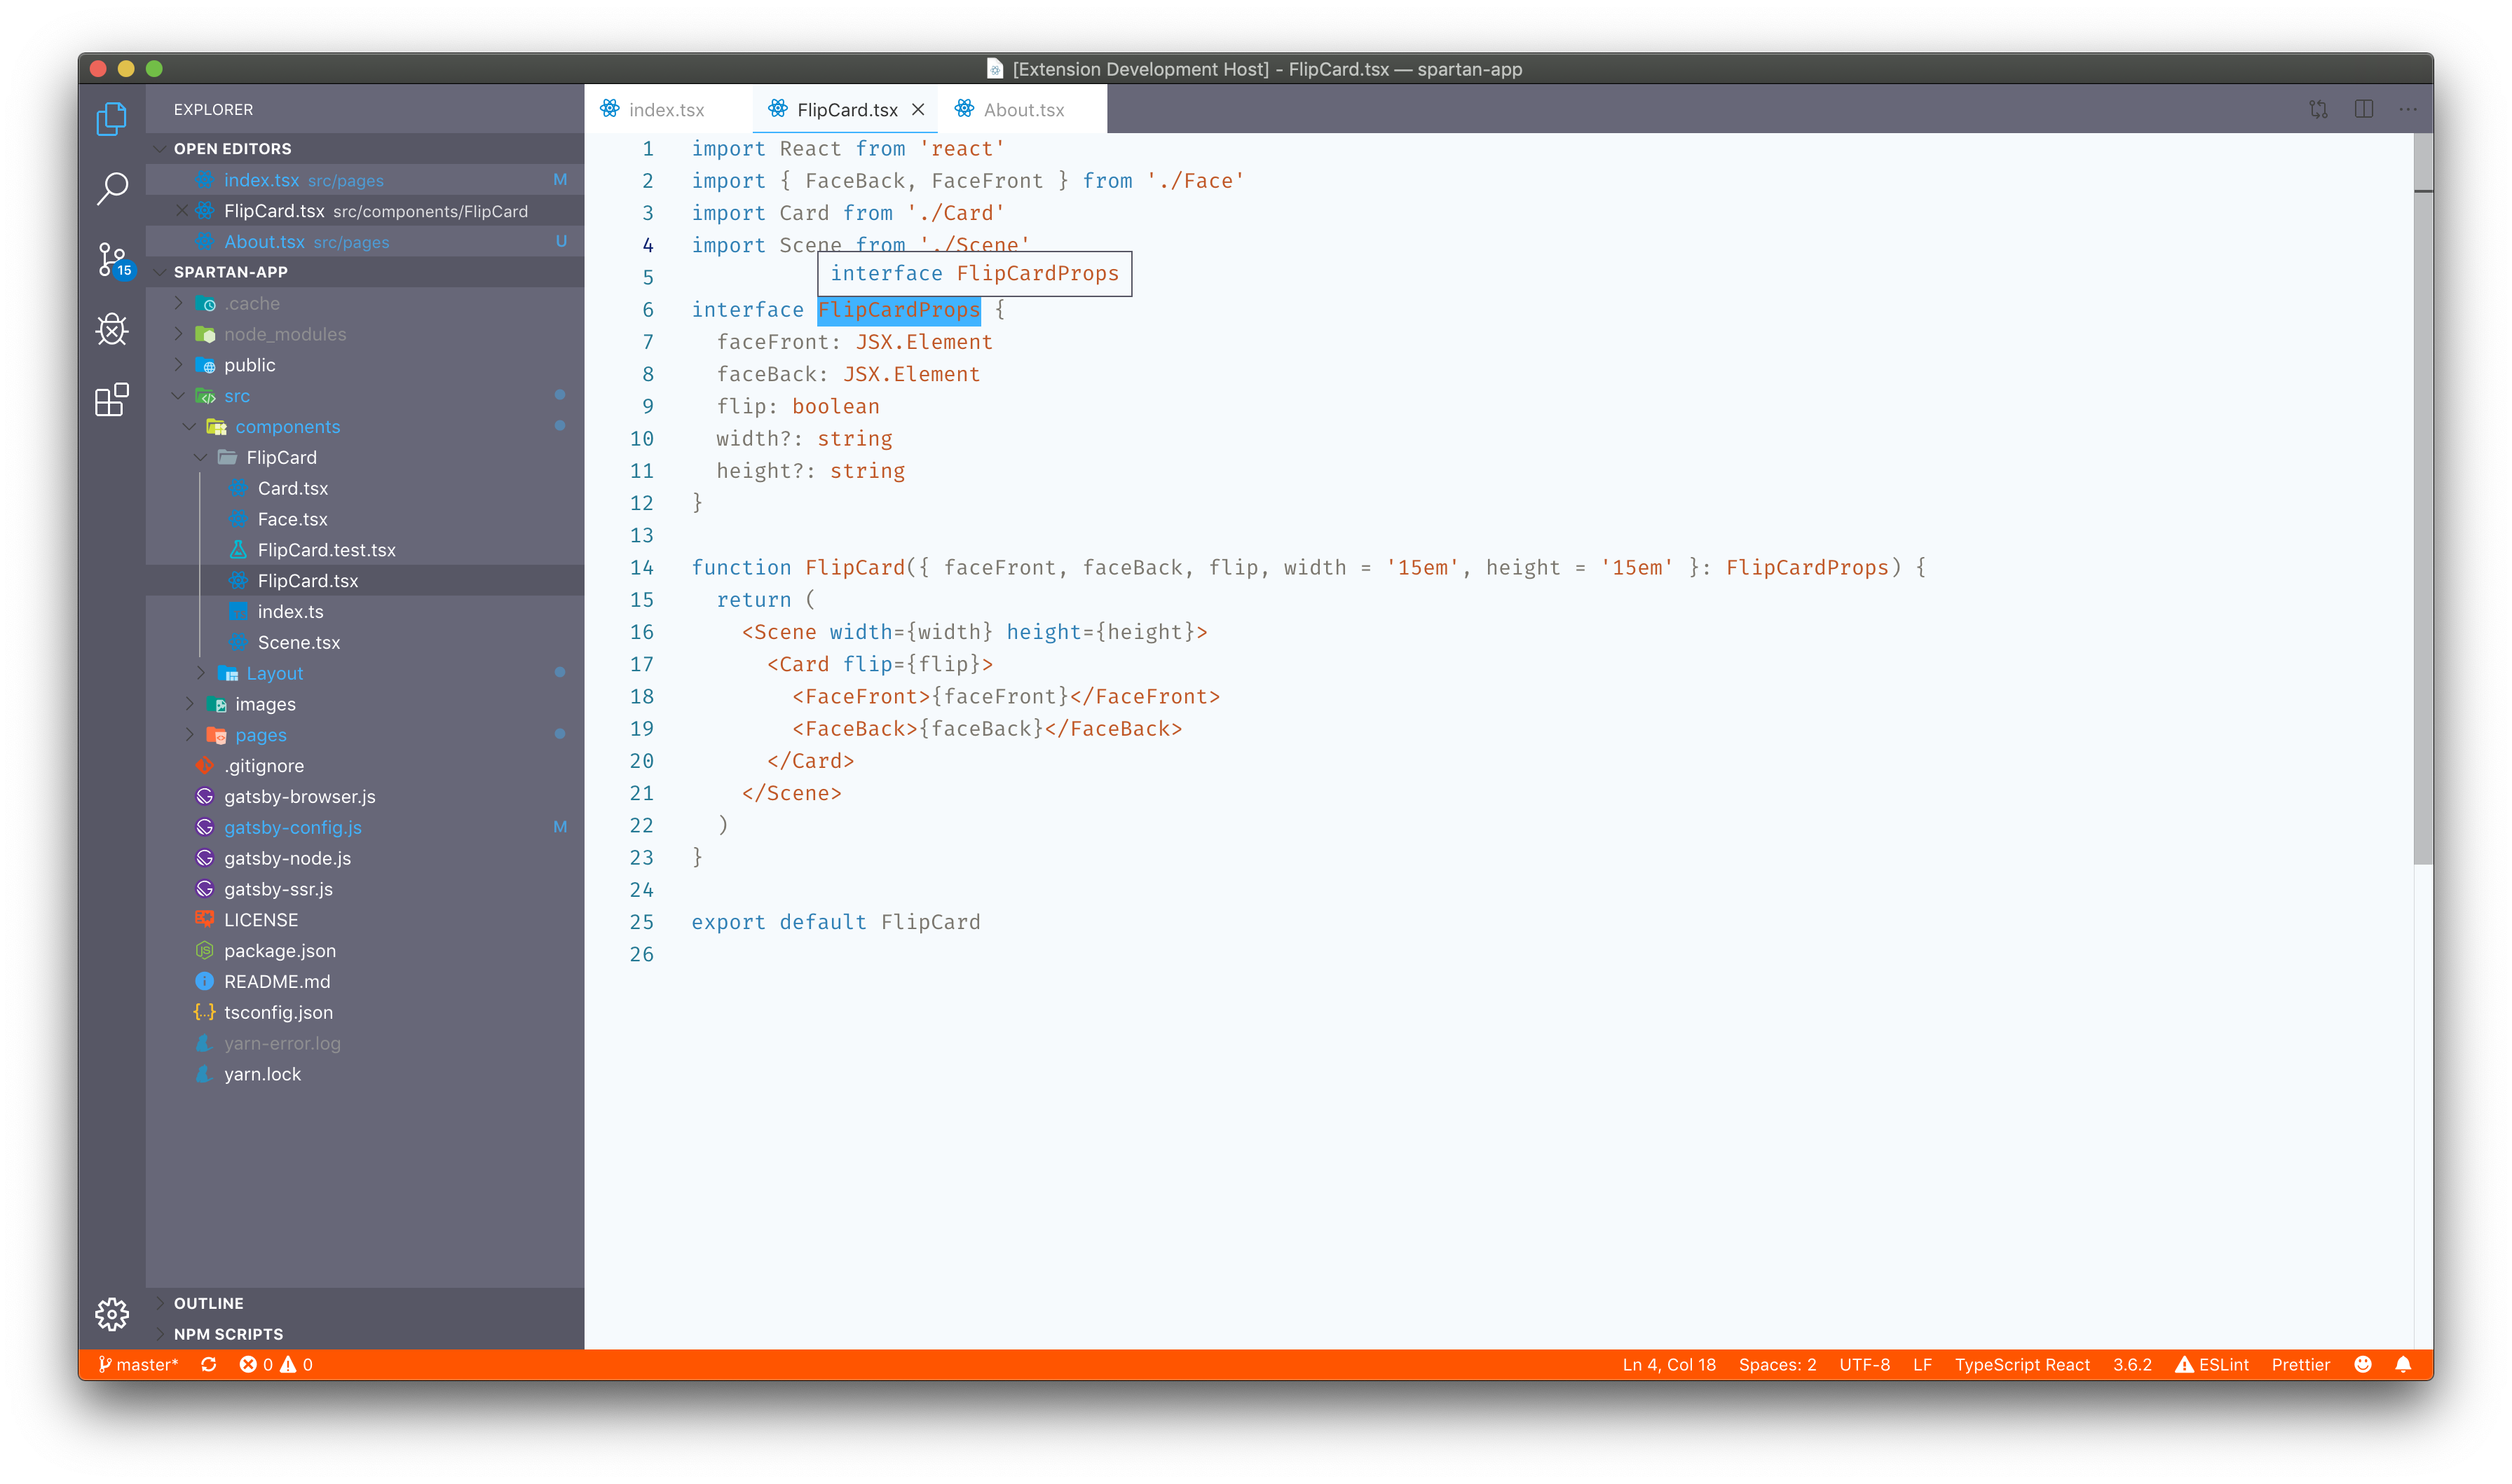 [Extension Development Host] - FlipCard.tsx — spartan-app
EXPLORER
OPEN EDITORS
index.tsx src/pages M
FlipCard.tsx src/components/FlipCard
About.tsx src/pages U
15
SPARTAN-APP
.cache
node_modules
public
src
components
FlipCard
Card.tsx
Face.tsx
FlipCard.test.tsx
FlipCard.tsx
index.ts
Scene.tsx
Layout
images
pages
.gitignore
gatsby-browser.js
gatsby-config.js M
gatsby-node.js
gatsby-ssr.js
LICENSE
package.json
README.md
tsconfig.json
yarn-error.log
yarn.lock
OUTLINE
NPM SCRIPTS
index.tsx FlipCard.tsx About.tsx
1 import React from 'react'
2 import { FaceBack, FaceFront } from './Face'
3 import Card from './Card'
4 import Scene from './Scene'
interface FlipCardProps
5
6 interface FlipCardProps {
7 faceFront: JSX.Element
8 faceBack: JSX.Element
9 flip: boolean
10 width?: string
11 height?: string
12 }
13
14 function FlipCard({ faceFront, faceBack, flip, width = '15em', height = '15em' }: FlipCardProps) {
15 return (
16 <Scene width={width} height={height}>
17 <Card flip={flip}>
18 <FaceFront>{faceFront}</FaceFront>
19 <FaceBack>{faceBack}</FaceBack>
20 </Card>
21 </Scene>
22 )
23 }
24
25 export default FlipCard
26
master* 0 0 Ln 4, Col 18 Spaces: 2 UTF-8 LF TypeScript React 3.6.2 ESLint Prettier